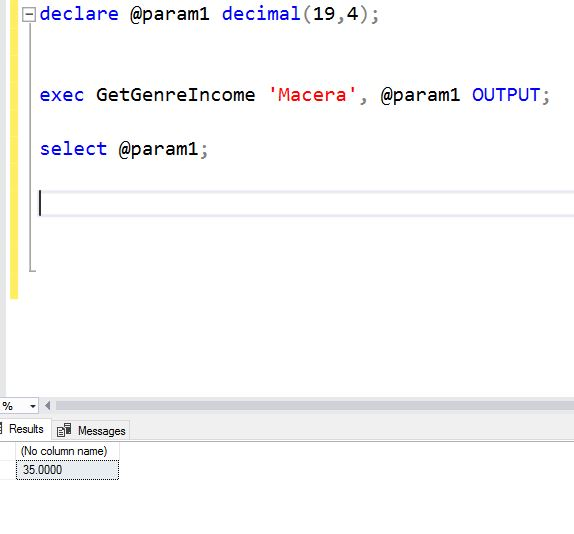 declare @param1 decimal(19,4);
exec GetGenreIncome 'Macera', @param1 OUTPUT;
select @param1;
%
Results Messages
(No column name)
35.0000